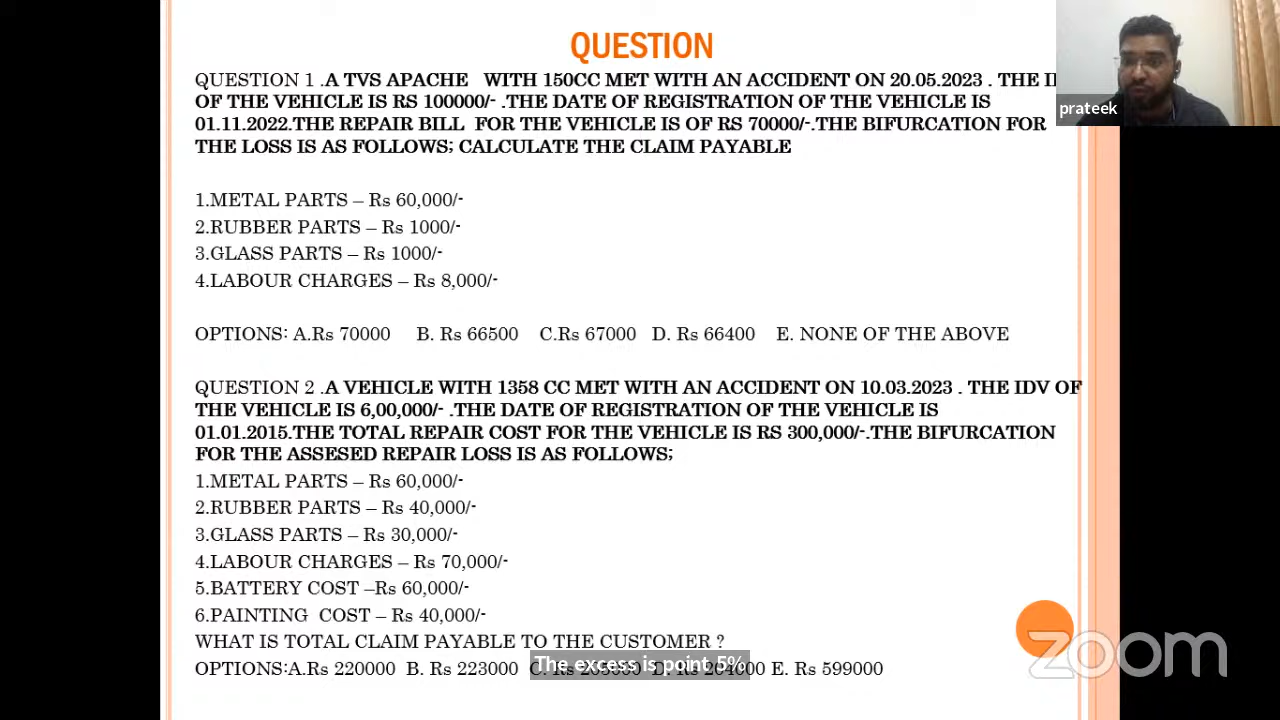 QUESTION
QUESTION 1 .A TVS APACHE WITH 150CC MET WITH AN ACCIDENT ON 20.05.2023 . THE
OF THE VEHICLE IS RS 100000/- .THE DATE OF REGISTRATION OF THE VEHICLE IS
01.11.2022.THE REPAIR BILL FOR THE VEHICLE IS OF RS 70000/-.THE BIFURCATION FOR
THE LOSS IS AS FOLLOWS; CALCULATE THE CLAIM PAYABLE
prateek
1.METAL PARTS – Rs 60,000/-
2.RUBBER PARTS – Rs 1000/-
3.GLASS PARTS – Rs 1000/-
4.LABOUR CHARGES – Rs 8,000/-
OPTIONS: A.Rs 70000 B. Rs 66500 C.Rs 67000 D. Rs 66400 E. NONE OF THE ABOVE
QUESTION 2 .A VEHICLE WITH 1358 CC MET WITH AN ACCIDENT ON 10.03.2023 . THE IDV OF
THE VEHICLE IS 6,00,000/- .THE DATE OF REGISTRATION OF THE VEHICLE IS
01.01.2015.THE TOTAL REPAIR COST FOR THE VEHICLE IS RS 300,000/-.THE BIFURCATION
FOR THE ASSESED REPAIR LOSS IS AS FOLLOWS;
1.METAL PARTS – Rs 60,000/-
2.RUBBER PARTS – Rs 40,000/-
3.GLASS PARTS – Rs 30,000/-
4.LABOUR CHARGES – Rs 70,000/-
5.BATTERY COST –Rs 60,000/-
6.PAINTING COST – Rs 40,000/-
WHAT IS TOTAL CLAIM PAYABLE TO THE CUSTOMER ?
OPTIONS:A.Rs 220000 B. Rs 223000 E. Rs 599000
The excess is point 5%
zoom